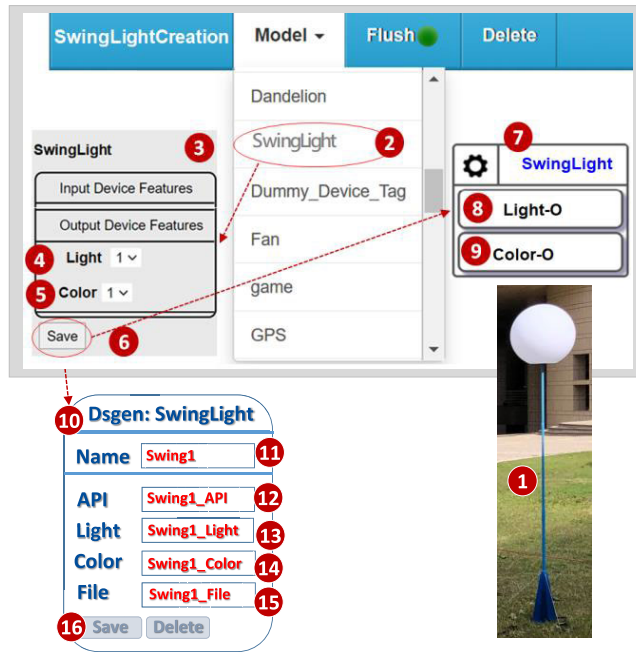 SwingLightCreation Model Flush Delete
Dandelion
SwingLight 2
Dummy_Device_Tag
Fan
game
GPS
SwingLight 3
Input Device Features
Output Device Features
4 Light 1
5 Color 1
Save 6
7
SwingLight
8 Light-O
9 Color-O
1
10 Dsgen: SwingLight
Name Swing1 11
API Swing1_API 12
Light Swing1_Light 13
Color Swing1_Color 14
File Swing1_File 15
16 Save Delete